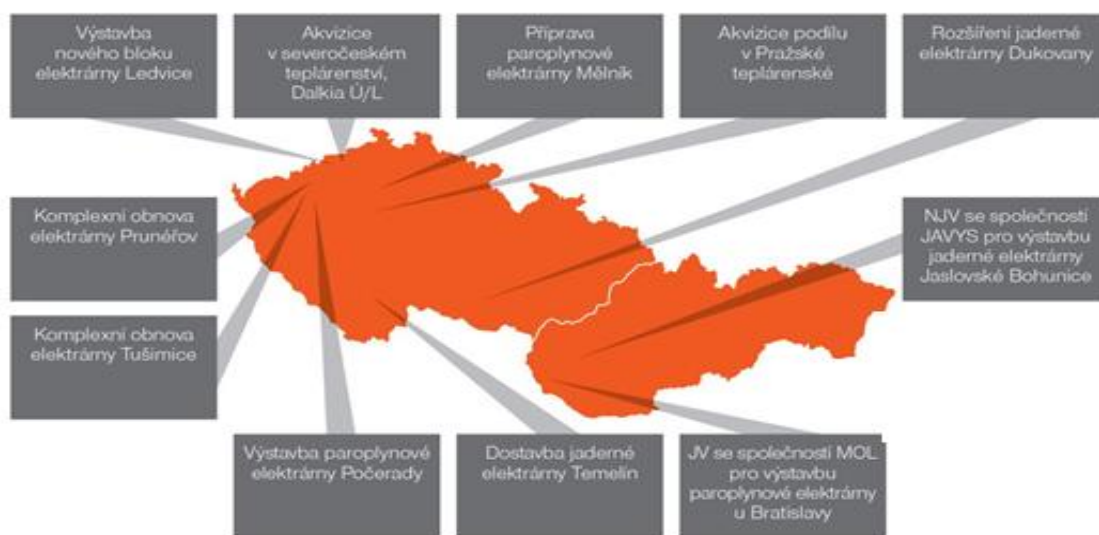 Výstavba
nového bloku
elektrárny Ledvice
Akvizice
v severočeském
teplárenství,
Dalkia Ú/L
Příprava
paroplynové
elektrárny Mělník
Akvizice podílu
v Pražské
teplárenské
Rozšíření jaderné
elektrárny Dukovany
Komplexní obnova
elektrárny Prunéřov
NJV se společností
JAVYS pro výstavbu
jaderné elektrárny
Jaslovské Bohunice
Komplexní obnova
elektrárny Tušimice
Výstavba paroplynové
elektrárny Počerady
Dostavba jaderné
elektrárny Temelín
JV se společností MOL
pro výstavbu
paroplynové elektrárny
u Bratislavy